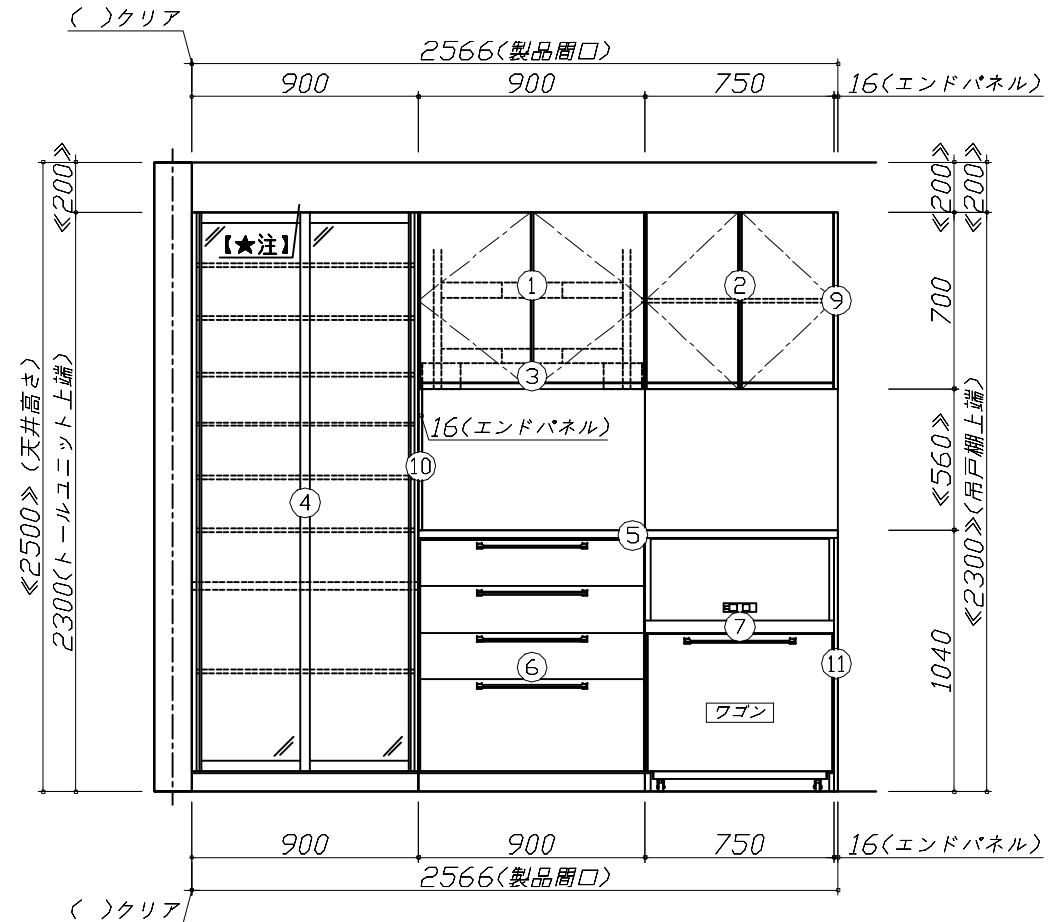 ( )クリア
2566(製品間口)
900
900
750
16(エンドパネル)
≪200≫
≪200≫
≪200≫
【★注】
1
2
9
700
3
16(エンドパネル)
10
4
≪2500≫(天井高さ)
2300(トールユニット上端)
≪560≫
≪2300≫(吊戸棚上端)
5
7
6
11
1040
ワゴン
900
900
750
16(エンドパネル)
2566(製品間口)
( )クリア